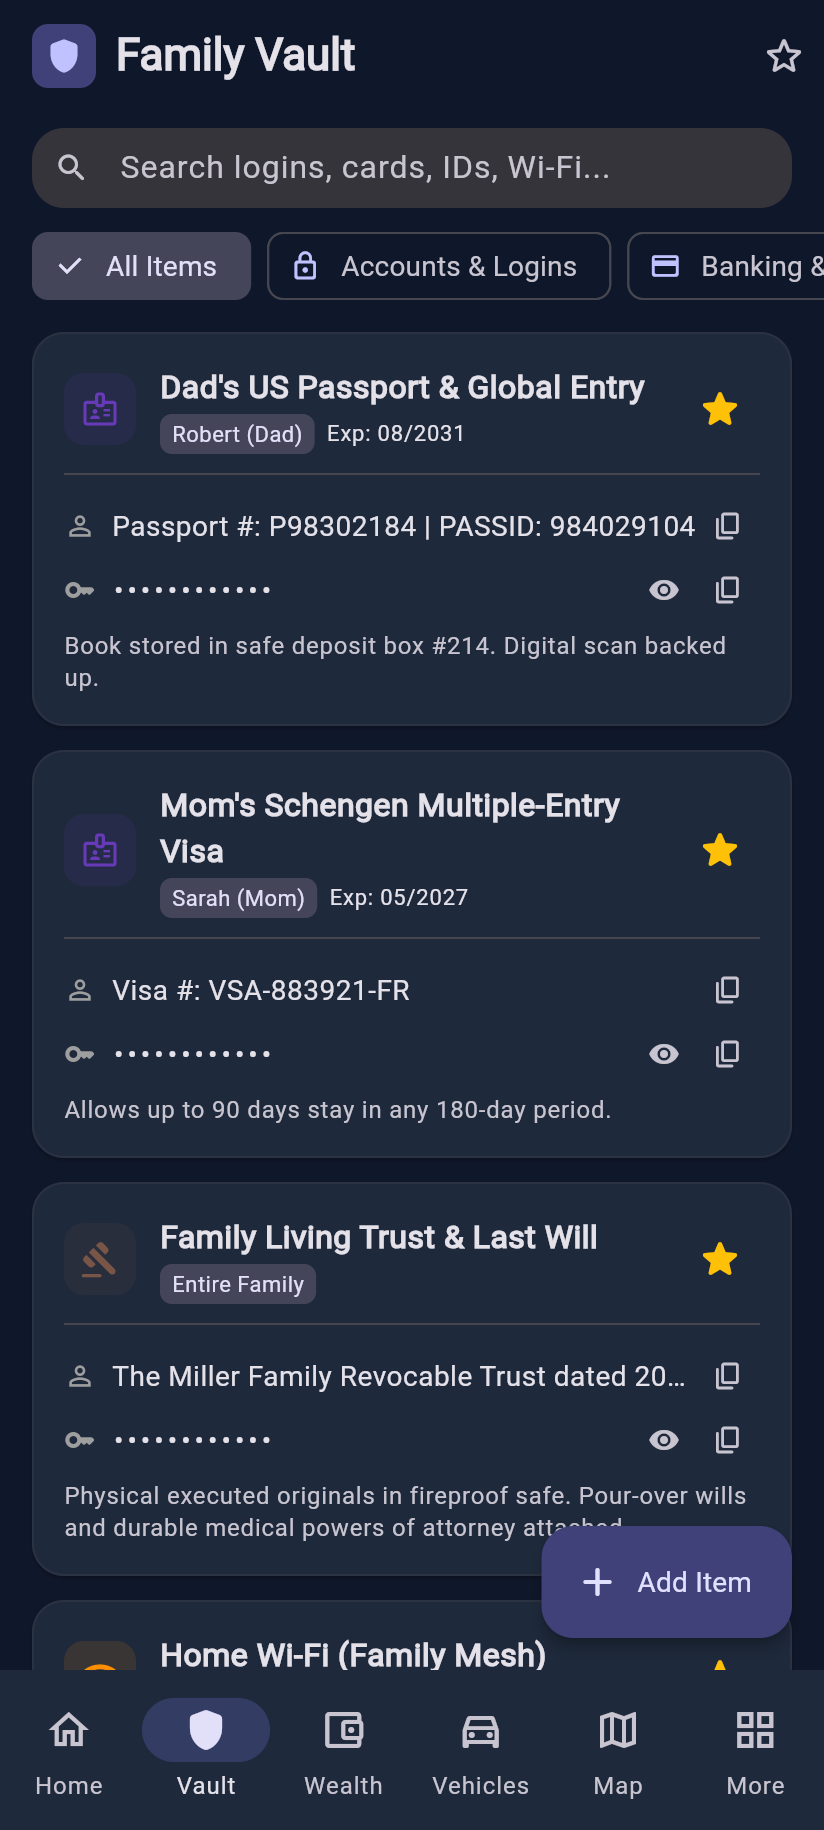 Family Vault
Search logins, cards, IDs, Wi-Fi...
All Items
Accounts & Logins
Banking &
Dad's US Passport & Global Entry
Robert (Dad)
Exp: 08/2031
Passport #: P98302184 | PASSID: 984029104
••••••••••••
Book stored in safe deposit box #214. Digital scan backed
up.
Mom's Schengen Multiple-Entry
Visa
Sarah (Mom)
Exp: 05/2027
Visa #: VSA-883921-FR
••••••••••••
Allows up to 90 days stay in any 180-day period.
Family Living Trust & Last Will
Entire Family
The Miller Family Revocable Trust dated 20...
••••••••••••
Physical executed originals in fireproof safe. Pour-over wills
and durable medical powers of attorney attached.
Add Item
Home Wi-Fi (Family Mesh)
Home
Vault
Wealth
Vehicles
Map
More